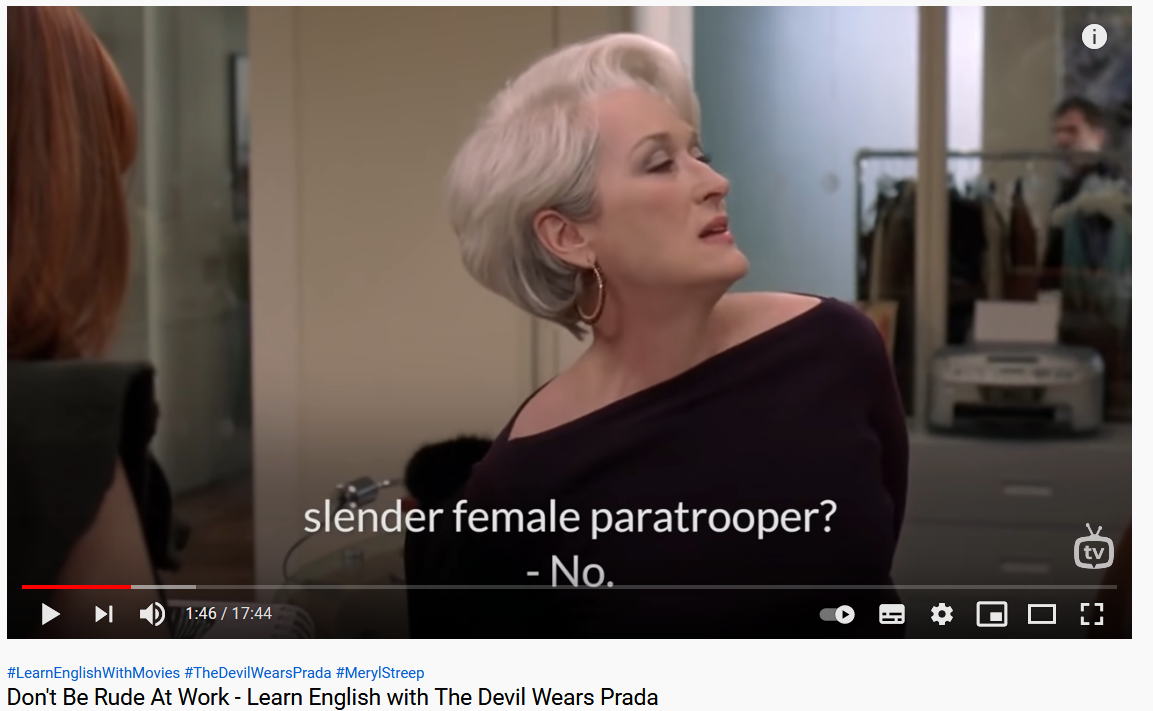 i
slender female paratrooper?
- No.
tv
1:46 / 17:44
#LearnEnglishWithMovies #TheDevilWearsPrada #MerylStreep
Don't Be Rude At Work - Learn English with The Devil Wears Prada